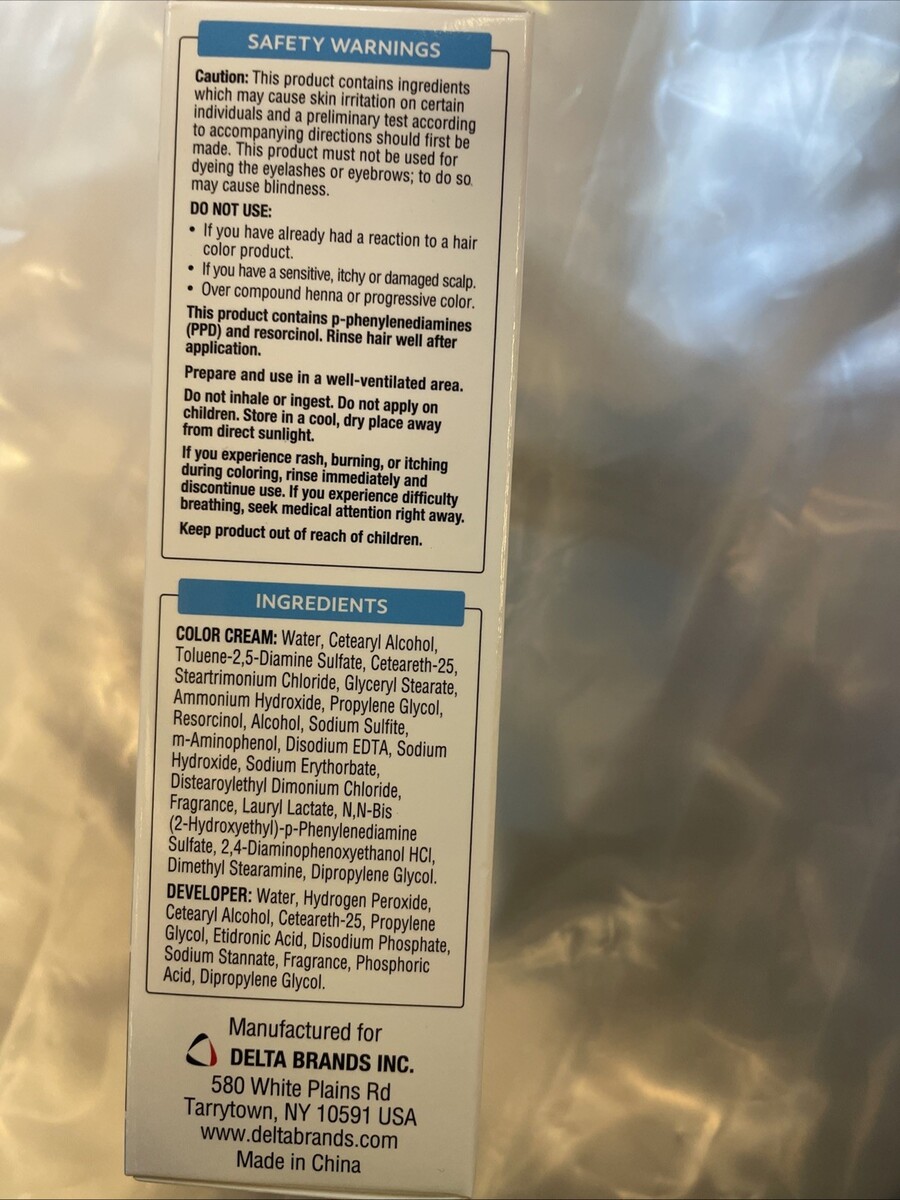 SAFETY WARNINGS
Caution: This product contains ingredients
which may cause skin irritation on certain
individuals and a preliminary test according
to accompanying directions should first be
made. This product must not be used for
dyeing the eyelashes or eyebrows; to do so
may cause blindness.
DO NOT USE:
• If you have already had a reaction to a hair
color product.
• If you have a sensitive, itchy or damaged scalp.
• Over compound henna or progressive color.
This product contains p-phenylenediamines
(PPD) and resorcinol. Rinse hair well after
application.
Prepare and use in a well-ventilated area.
Do not inhale or ingest. Do not apply on
children. Store in a cool, dry place away
from direct sunlight.
If you experience rash, burning, or itching
during coloring, rinse immediately and
discontinue use. If you experience difficulty
breathing, seek medical attention right away.
Keep product out of reach of children.
INGREDIENTS
COLOR CREAM: Water, Cetearyl Alcohol,
Toluene-2,5-Diamine Sulfate, Ceteareth-25,
Steartrimonium Chloride, Glyceryl Stearate,
Ammonium Hydroxide, Propylene Glycol,
Resorcinol, Alcohol, Sodium Sulfite,
m-Aminophenol, Disodium EDTA, Sodium
Hydroxide, Sodium Erythorbate,
Distearoylethyl Dimonium Chloride,
Fragrance, Lauryl Lactate, N,N-Bis
(2-Hydroxyethyl)-p-Phenylenediamine
Sulfate, 2,4-Diaminophenoxyethanol HCl,
Dimethyl Stearamine, Dipropylene Glycol.
DEVELOPER: Water, Hydrogen Peroxide,
Cetearyl Alcohol, Ceteareth-25, Propylene
Glycol, Etidronic Acid, Disodium Phosphate,
Sodium Stannate, Fragrance, Phosphoric
Acid, Dipropylene Glycol.
Manufactured for
DELTA BRANDS INC.
580 White Plains Rd
Tarrytown, NY 10591 USA
www.deltabrands.com
Made in China